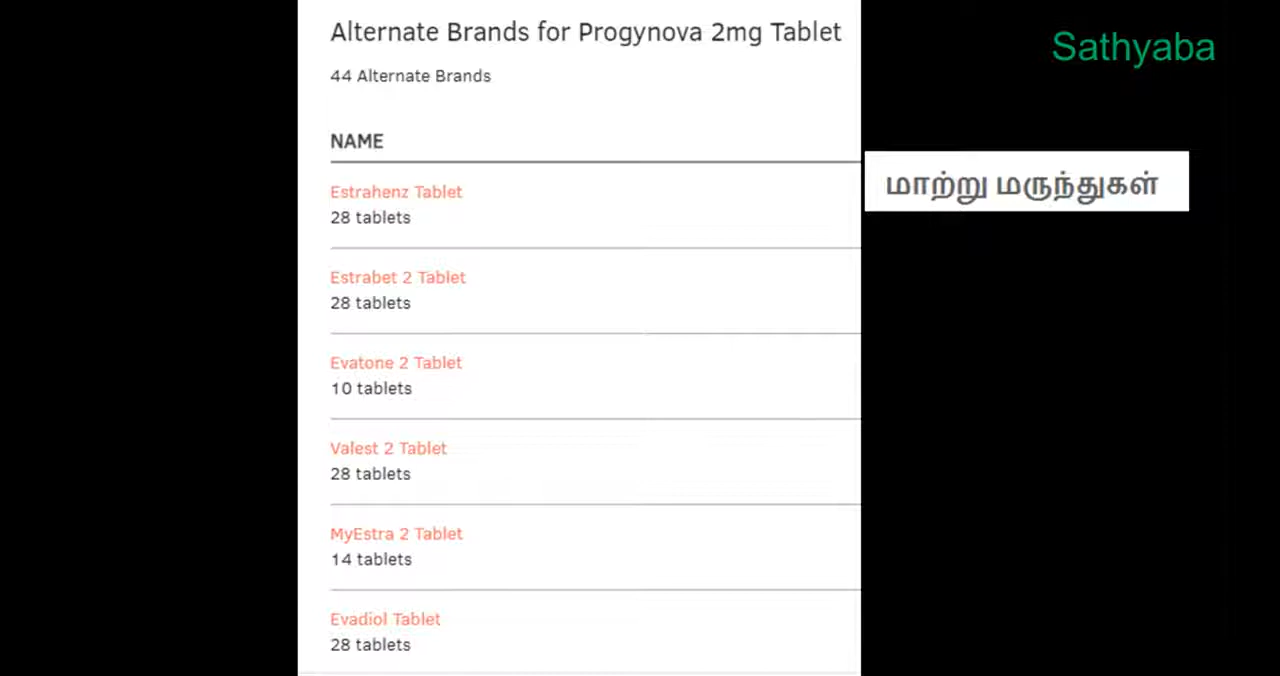 Alternate Brands for Progynova 2mg Tablet
Sathyaba
44 Alternate Brands
NAME
மாற்று மருந்துகள்
Estrahenz Tablet
28 tablets
Estrabet 2 Tablet
28 tablets
Evatone 2 Tablet
10 tablets
Valest 2 Tablet
28 tablets
MyEstra 2 Tablet
14 tablets
Evadiol Tablet
28 tablets